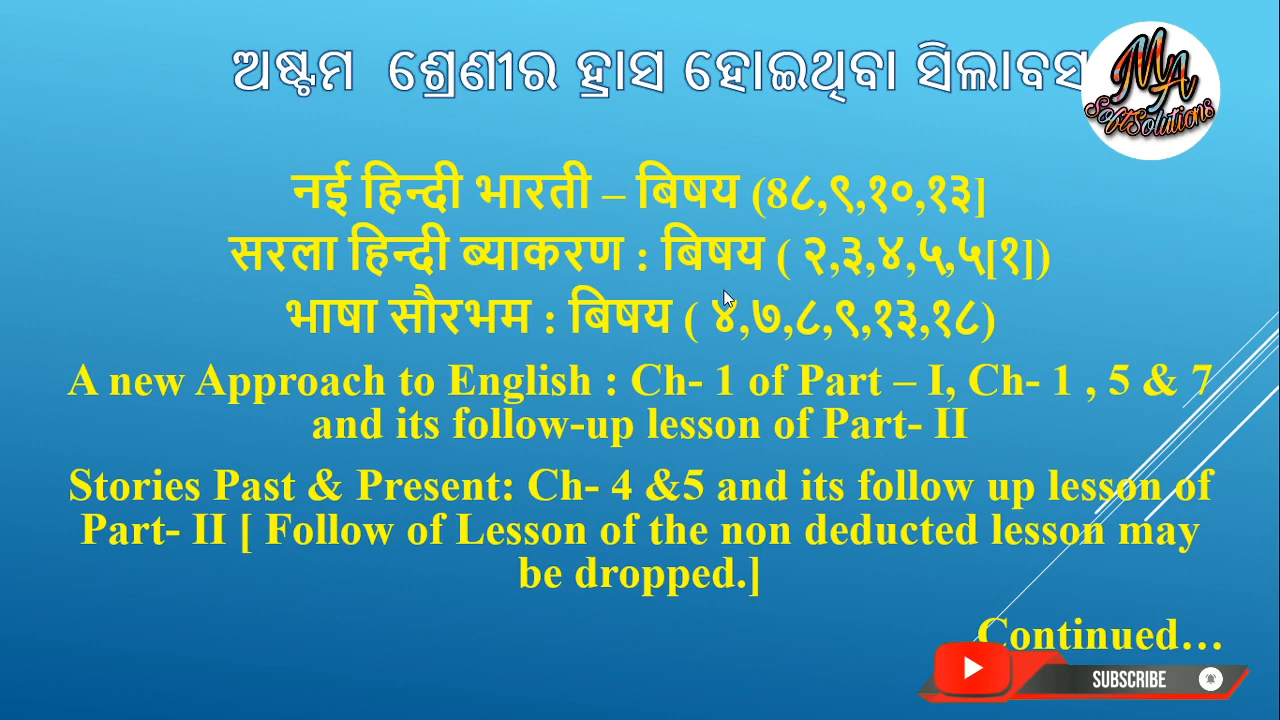 ଅଷ୍ଟମ ଶ୍ରେଣୀର ହ୍ରାସ ହୋଇଥିବା ସିଲାବସ
MA
SVtSolutions
नई हिन्दी भारती – बिषय (8८,९,१०,१३]
सरला हिन्दी ब्याकरण : बिषय ( २,३,४,५,५[१])
भाषा सौरभम : बिषय ( ४,७,८,९,१३,१८)
A new Approach to English : Ch- 1 of Part – I, Ch- 1 , 5 & 7
and its follow-up lesson of Part- II
Stories Past & Present: Ch- 4 &5 and its follow up lesson of
Part- II [ Follow of Lesson of the non deducted lesson may
be dropped.]
Continued…
SUBSCRIBE